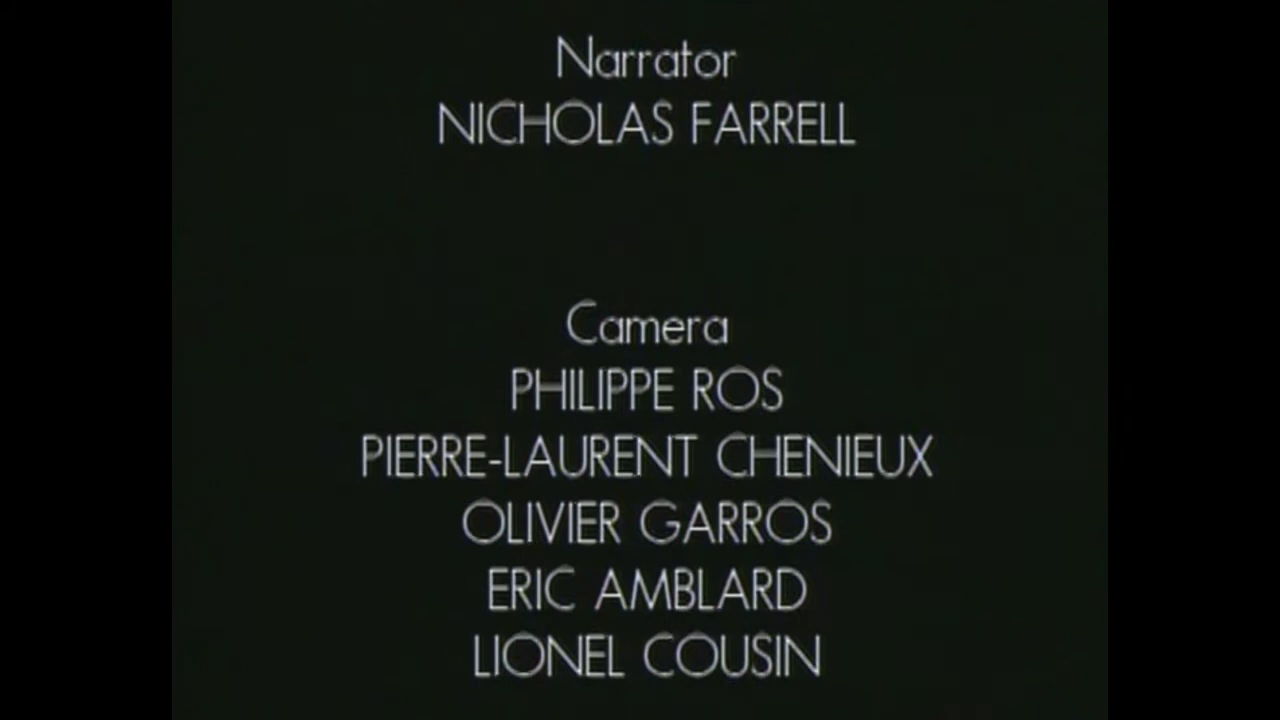 Narrator
NICHOLAS FARRELL
Camera
PHILIPPE ROS
PIERRE-LAURENT CHENIEUX
OLIVIER GARROS
ERIC AMBLARD
LIONEL COUSIN